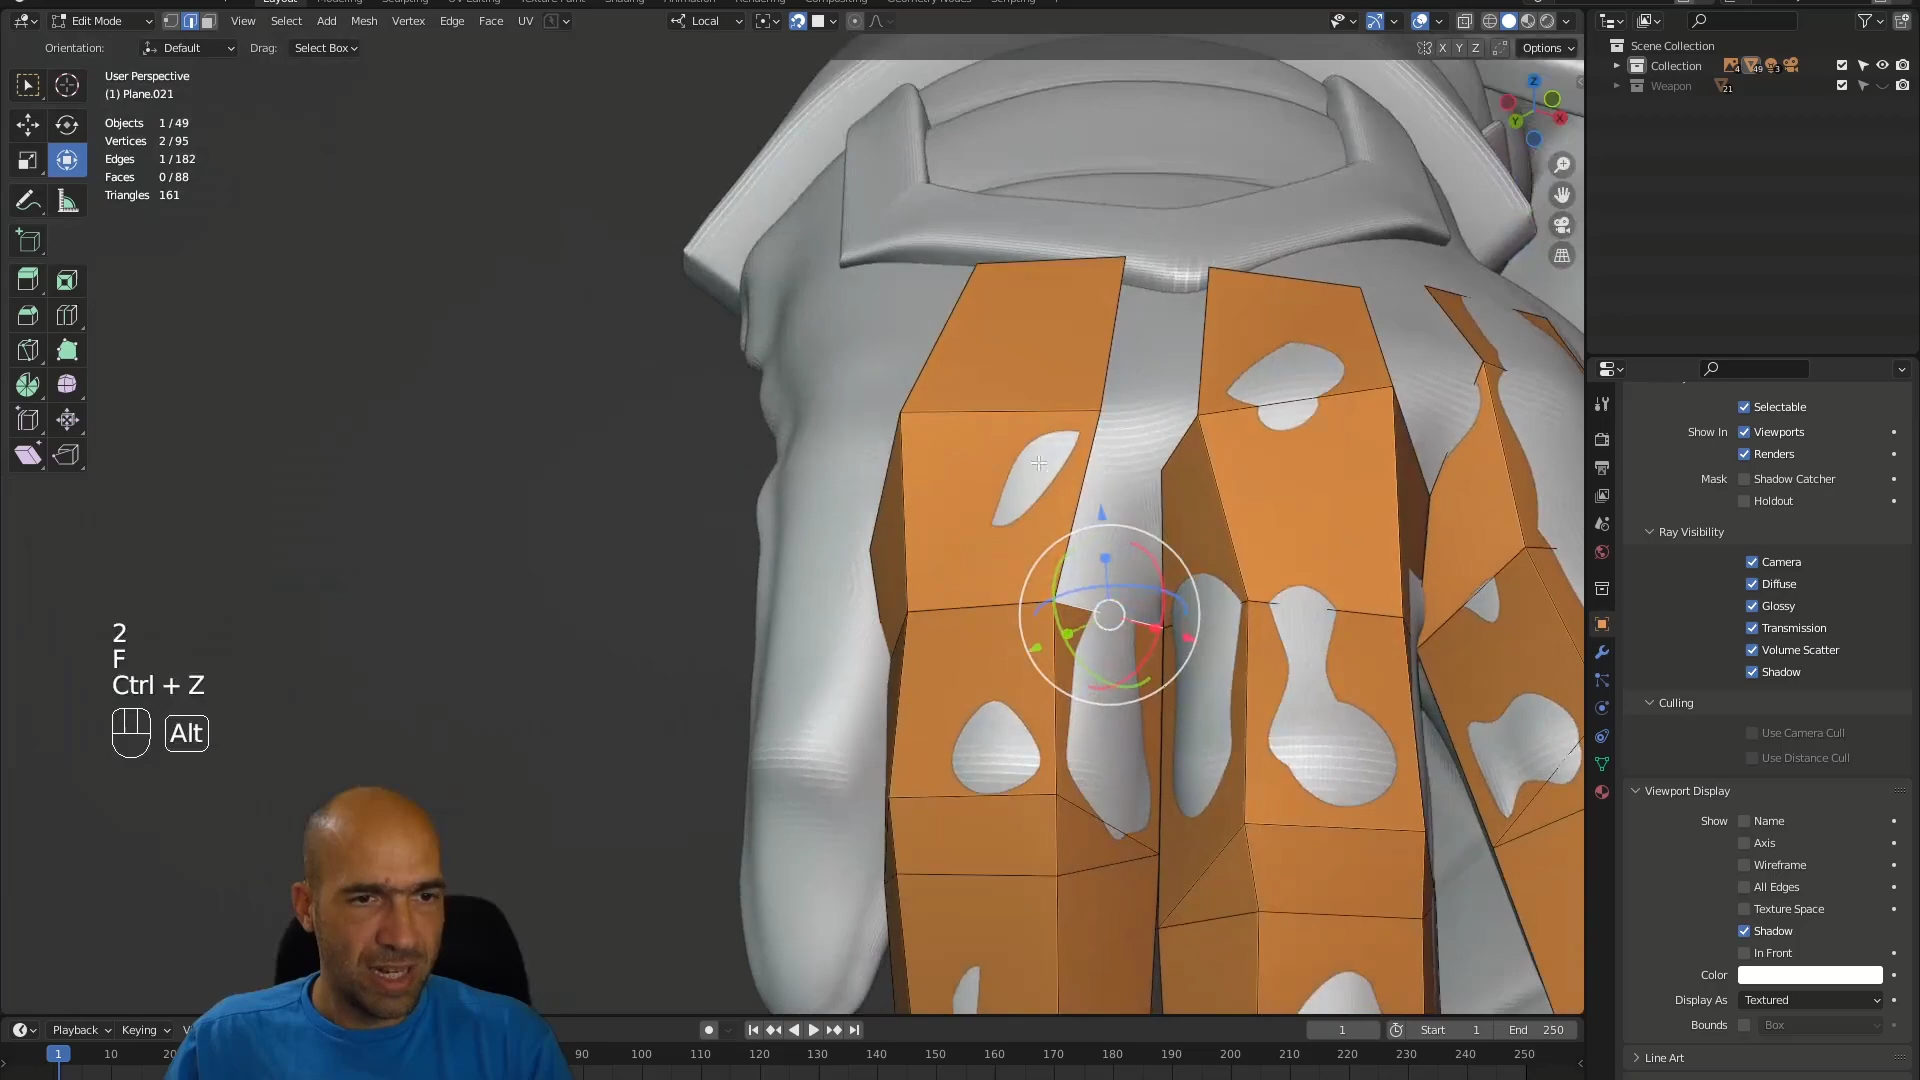 Edit Mode
View Select Add Mesh Vertex Edge Face UV
Local
Orientation: Default Drag: Select Box
X Y Z Options
User Perspective
(1) Plane.021
Objects 1 / 49
Vertices 2 / 95
Edges 1 / 182
Faces 0 / 88
Triangles 161
Z
X
Y
2
F
Ctrl + Z
Alt
Scene Collection
Collection 4 49 3
Weapon 21
Selectable
Show In Viewports
Renders
Mask Shadow Catcher
Holdout
Ray Visibility
Camera
Diffuse
Glossy
Transmission
Volume Scatter
Shadow
Culling
Use Camera Cull
Use Distance Cull
Viewport Display
Show Name
Axis
Wireframe
All Edges
Texture Space
Shadow
In Front
Color
Display As Textured
Bounds Box
Line Art
Playback Keying
1 Start 1 End 250
1 10 90 100 110 120 130 140 150 160 170 180 190 200 210 220 230 240 250